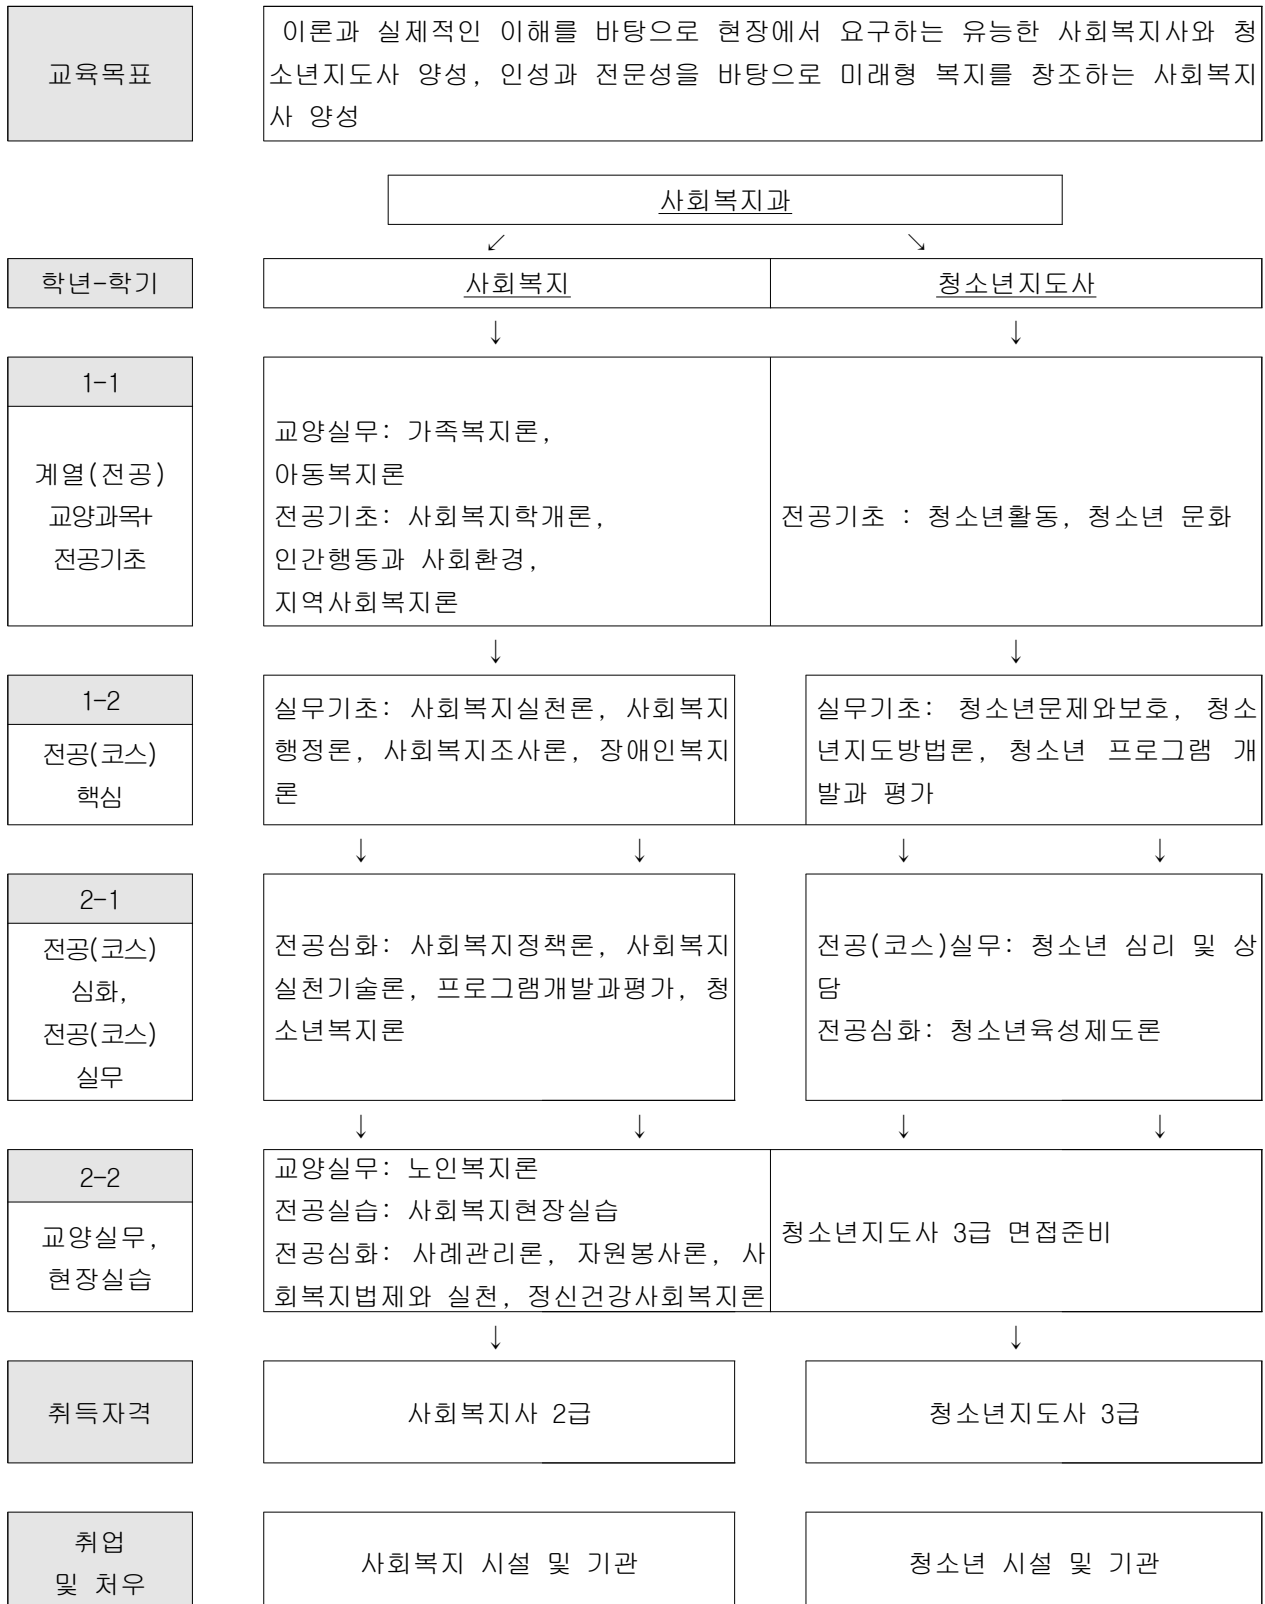 교육목표
이론과 실제적인 이해를 바탕으로 현장에서 요구하는 유능한 사회복지사와 청
소년지도사 양성, 인성과 전문성을 바탕으로 미래형 복지를 창조하는 사회복지
사 양성
사회복지과
↙ ↘
학년-학기
사회복지
청소년지도사
↓ ↓
1-1
계열(전공)
교양과목+
전공기초
교양실무: 가족복지론,
아동복지론
전공기초: 사회복지학개론,
인간행동과 사회환경,
지역사회복지론
전공기초 : 청소년활동, 청소년 문화
↓ ↓
1-2
전공(코스)
핵심
실무기초: 사회복지실천론, 사회복지
행정론, 사회복지조사론, 장애인복지
론
실무기초: 청소년문제와보호, 청소
년지도방법론, 청소년 프로그램 개
발과 평가
↓ ↓ ↓ ↓
2-1
전공(코스)
심화,
전공(코스)
실무
전공심화: 사회복지정책론, 사회복지
실천기술론, 프로그램개발과평가, 청
소년복지론
전공(코스)실무: 청소년 심리 및 상
담
전공심화: 청소년육성제도론
↓ ↓ ↓ ↓
2-2
교양실무,
현장실습
교양실무: 노인복지론
전공실습: 사회복지현장실습
전공심화: 사례관리론, 자원봉사론, 사
회복지법제와 실천, 정신건강사회복지론
청소년지도사 3급 면접준비
↓ ↓
취득자격
사회복지사 2급
청소년지도사 3급
취업
및 처우
사회복지 시설 및 기관
청소년 시설 및 기관